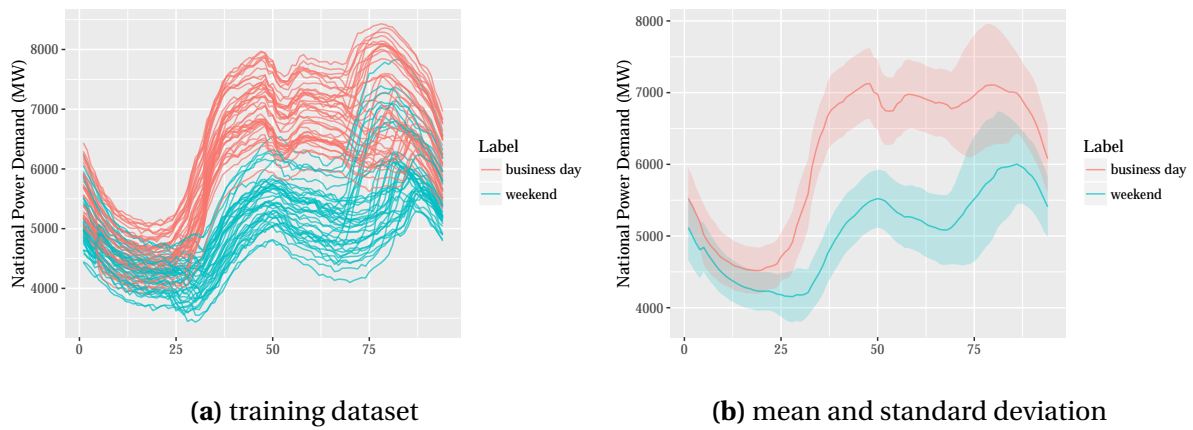 National Power Demand (MW)
8000
7000
6000
5000
4000
0
25
50
75
Label
business day
weekend
(a) training dataset
National Power Demand (MW)
8000
7000
6000
5000
4000
0
25
50
75
Label
business day
weekend
(b) mean and standard deviation